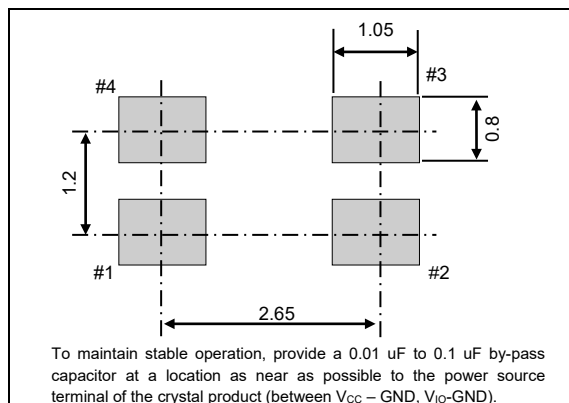 1.05
#4
#3
0.8
1.2
#1
#2
2.65
To maintain stable operation, provide a 0.01 uF to 0.1 uF by-pass
capacitor at a location as near as possible to the power source
terminal of the crystal product (between VCC – GND, VIO-GND).